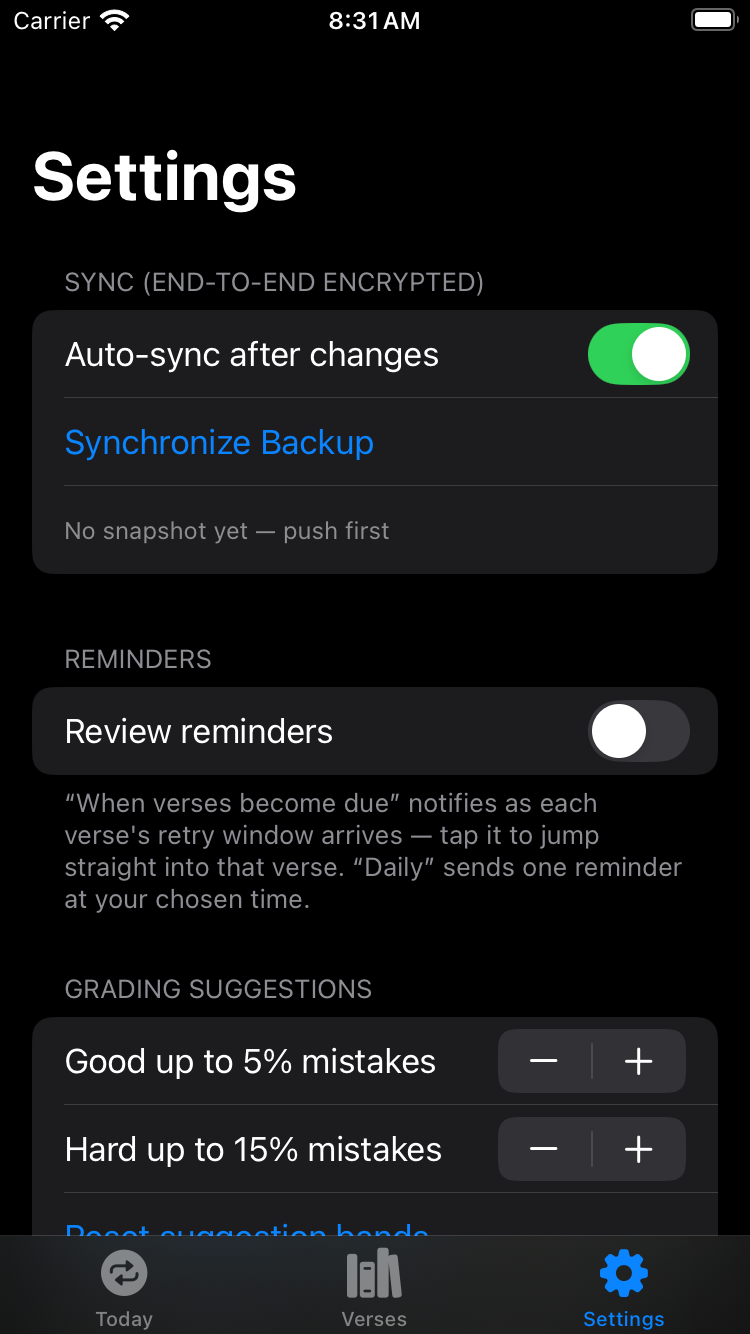 Carrier 8:31 AM
Settings
SYNC (END-TO-END ENCRYPTED)
Auto-sync after changes
Synchronize Backup
No snapshot yet — push first
REMINDERS
Review reminders
“When verses become due” notifies as each
verse's retry window arrives — tap it to jump
straight into that verse. “Daily” sends one reminder
at your chosen time.
GRADING SUGGESTIONS
Good up to 5% mistakes
Hard up to 15% mistakes
Reset suggestion bands
Today Verses Settings